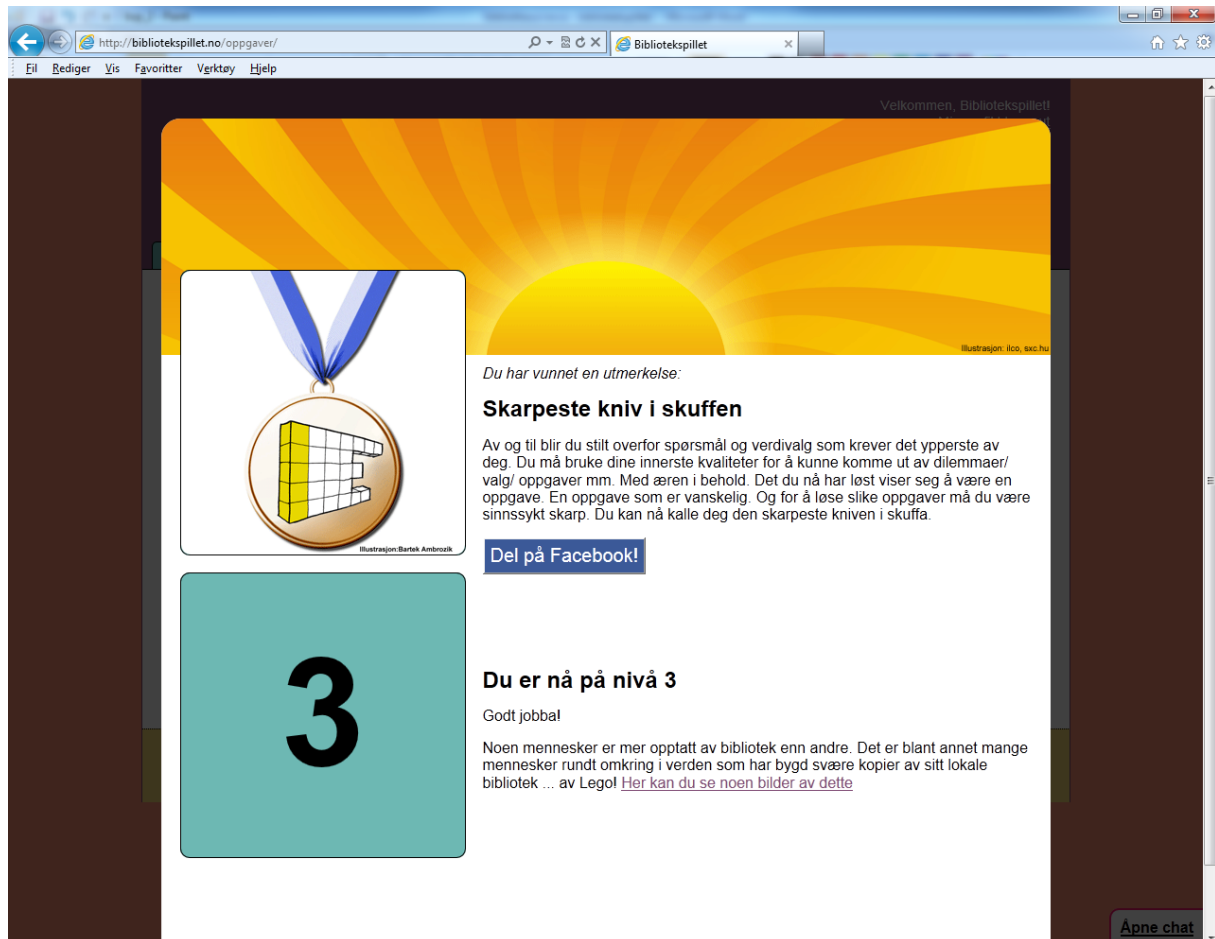 http://bibliotekspillet.no/oppgaver/
Bibliotekspillet
Fil Rediger Vis Favoritter Verktøy Hjelp
Velkommen, Bibliotekspillet!
Illustrasjon: ilco, sxc.hu
Du har vunnet en utmerkelse:
Skarpeste kniv i skuffen
Av og til blir du stilt overfor spørsmål og verdivalg som krever det ypperste av
deg. Du må bruke dine innerste kvaliteter for å kunne komme ut av dilemmaer/
valg/ oppgaver mm. Med æren i behold. Det du nå har løst viser seg å være en
oppgave. En oppgave som er vanskelig. Og for å løse slike oppgaver må du være
sinnssykt skarp. Du kan nå kalle deg den skarpeste kniven i skuffa.
Illustrasjon:Bartek Ambrozik
Del på Facebook!
3
Du er nå på nivå 3
Godt jobba!
Noen mennesker er mer opptatt av bibliotek enn andre. Det er blant annet mange
mennesker rundt omkring i verden som har bygd svære kopier av sitt lokale
bibliotek ... av Lego! Her kan du se noen bilder av dette
Åpne chat